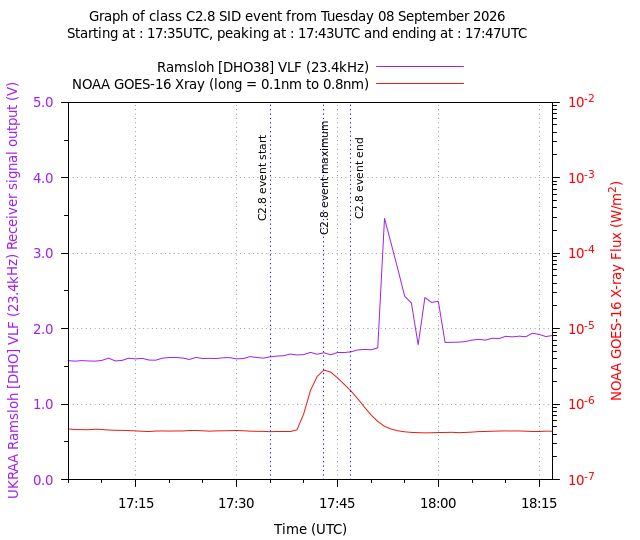 Graph of class C2.8 SID event from Tuesday 08 September 2026
Starting at : 17:35UTC, peaking at : 17:43UTC and ending at : 17:47UTC
Ramsloh [DHO38] VLF (23.4kHz)
NOAA GOES-16 Xray (long = 0.1nm to 0.8nm)
UKRAA Ramsloh [DHO] VLF (23.4kHz) Receiver signal output (V)
5.0
4.0
3.0
2.0
1.0
0.0
C2.8 event start
C2.8 event maximum
C2.8 event end
10-2
10-3
10-4
10-5
10-6
10-7
NOAA GOES-16 X-ray Flux (W/m2)
17:15 17:30 17:45 18:00 18:15
Time (UTC)